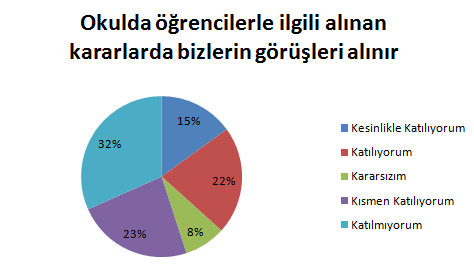 Okulda öğrencilerle ilgili alınan
kararlarda bizlerin görüşleri alınır
15%
22%
8%
23%
32%
Kesinlikle Katılıyorum
Katılıyorum
Kararsızım
Kısmen Katılıyorum
Katılmıyorum